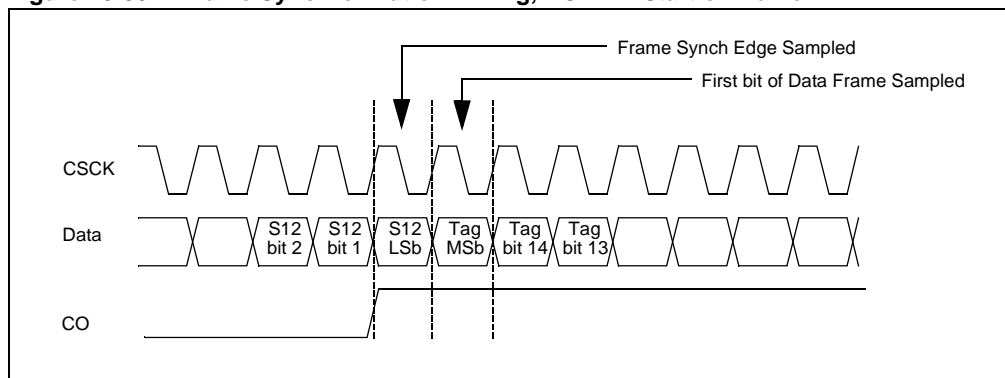 Frame Synch Edge Sampled
First bit of Data Frame Sampled
CSCK
Data
S12 bit 2
S12 bit 1
S12 LSb
Tag MSb
Tag bit 14
Tag bit 13
CO